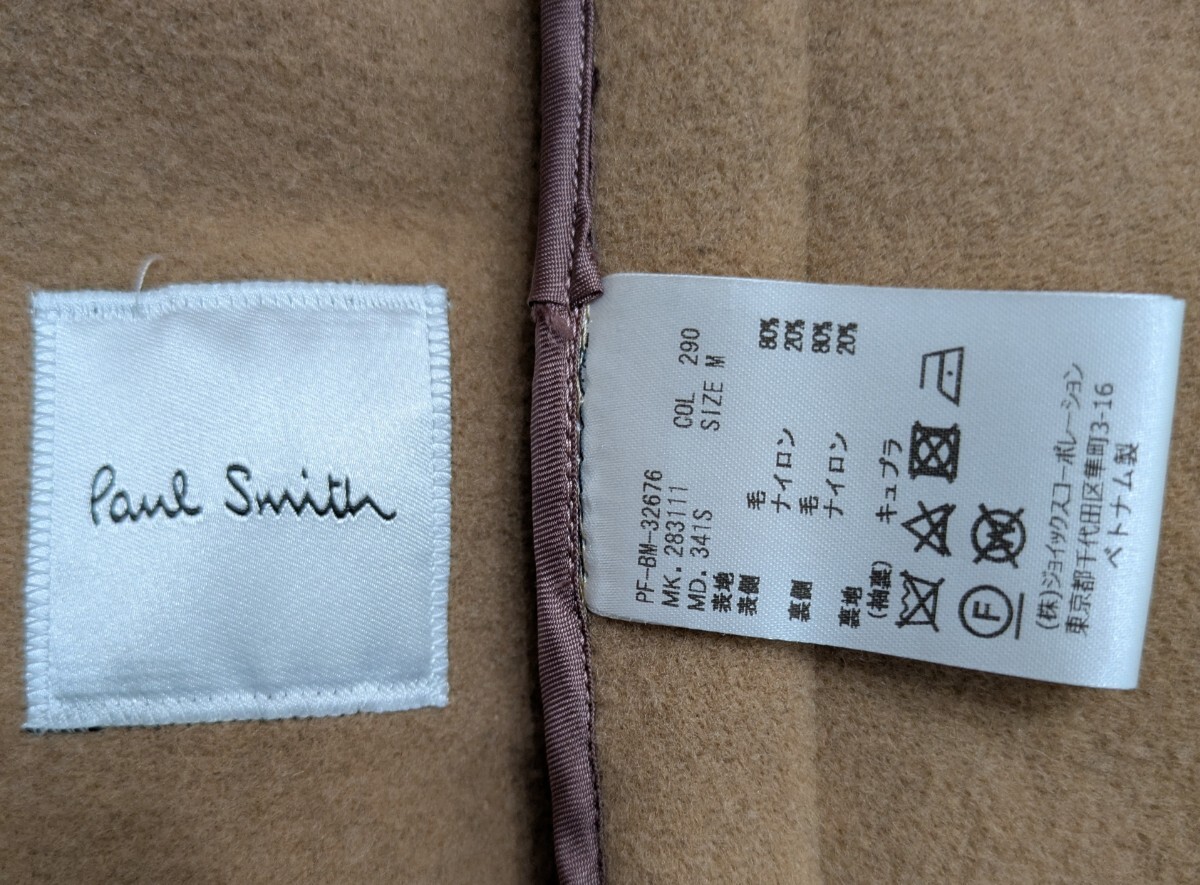 Paul Smith
PF-BM-32676 COL 290
MK.283111 SIZE M
MD.341S
表地
表側 毛 80%
ナイロン 20%
裏側 毛 80%
ナイロン 20%
裏地
(袖裏) キュプラ
F
W
(株)ジョイックスコーポレーション
東京都千代田区隼町3-16
ベトナム製